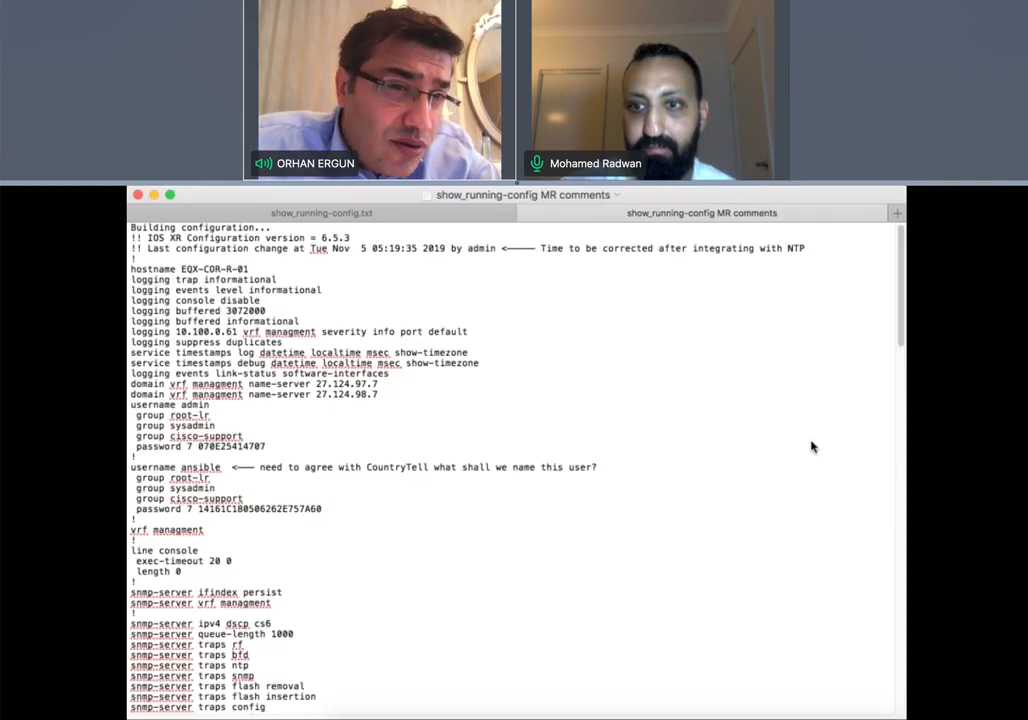 ORHAN ERGUN
Mohamed Radwan
show_running-config MR comments
show_running-config.txt
show_running-config MR comments
Building configuration...
!! IOS XR Configuration version = 6.5.3
!! Last configuration change at Tue Nov  5 05:19:35 2019 by admin <—— Time to be corrected after integrating with NTP
!
hostname EQX-COR-R-01
logging trap informational
logging events level informational
logging console disable
logging buffered 3072000
logging buffered informational
logging 10.100.0.61 vrf managment severity info port default
logging suppress duplicates
service timestamps log datetime localtime msec show-timezone
service timestamps debug datetime localtime msec show-timezone
logging events link-status software-interfaces
domain vrf managment name-server 27.124.97.7
domain vrf managment name-server 27.124.98.7
username admin
 group root-lr
 group sysadmin
 group cisco-support
 password 7 070E25414707
!
username ansible  <—— need to agree with CountryTell what shall we name this user?
 group root-lr
 group sysadmin
 group cisco-support
 password 7 14161C180506262E757A60
!
vrf managment
!
line console
 exec-timeout 20 0
 length 0
!
snmp-server ifindex persist
snmp-server vrf managment
!
snmp-server ipv4 dscp cs6
snmp-server queue-length 1000
snmp-server traps rf
snmp-server traps bfd
snmp-server traps ntp
snmp-server traps snmp
snmp-server traps flash removal
snmp-server traps flash insertion
snmp-server traps config